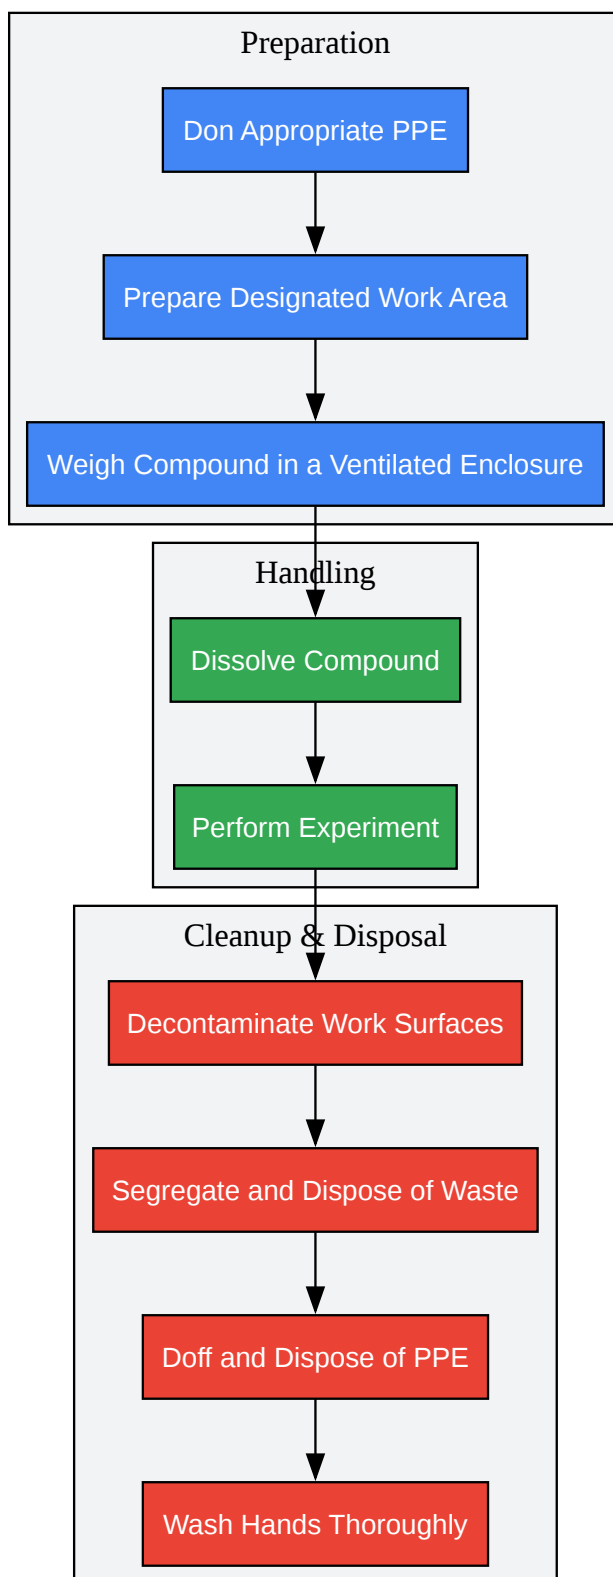 Preparation
Don Appropriate PPE
Prepare Designated Work Area
Weigh Compound in a Ventilated Enclosure
Handling
Dissolve Compound
Perform Experiment
Cleanup & Disposal
Decontaminate Work Surfaces
Segregate and Dispose of Waste
Doff and Dispose of PPE
Wash Hands Thoroughly